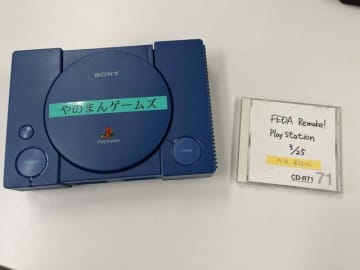 SONY
やのまんゲームズ
PlayStation
FEDA Remake!
PlayStation
3/25
CD-R71
71